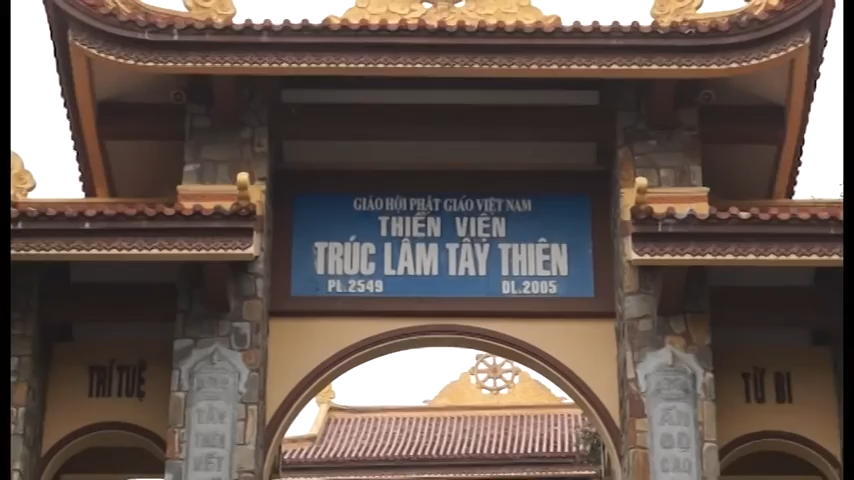 GIÁO HỘI PHẬT GIÁO VIỆT NAM
THIỀN VIỆN
TRÚC LÂM TÂY THIÊN
PL.2549 DL.2005
TRÍ TUỆ
TỪ BI